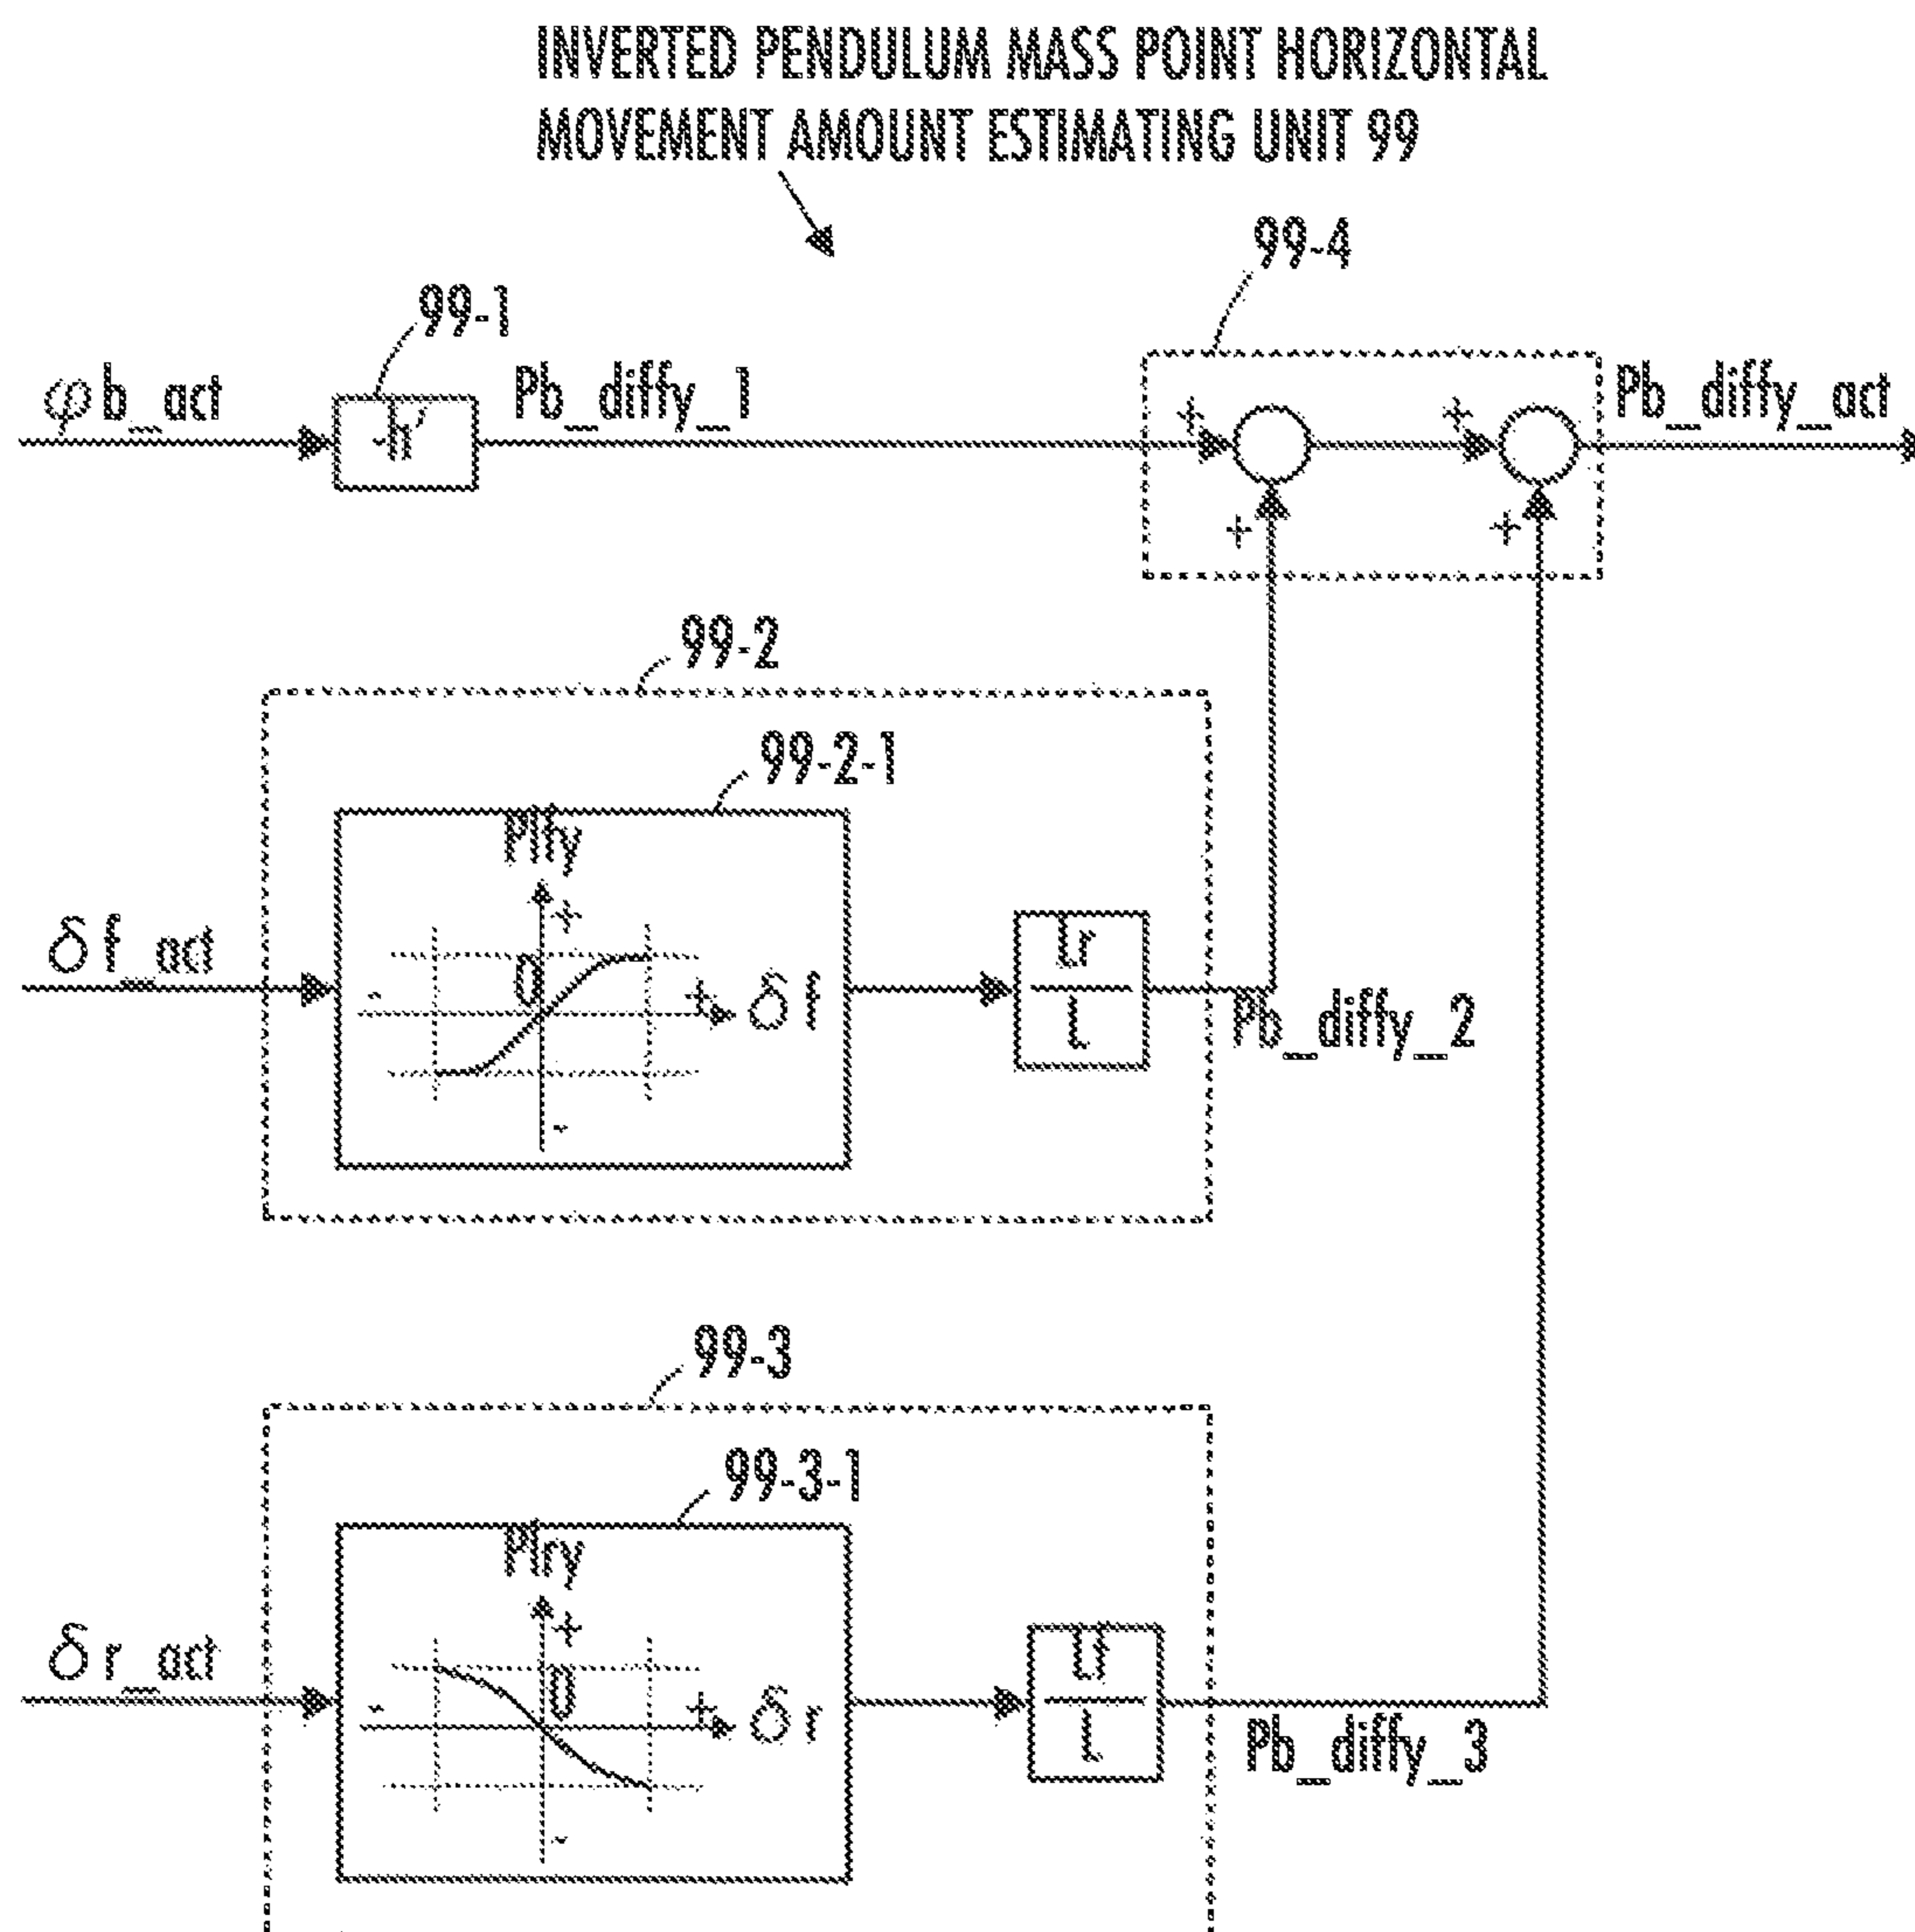 INVERTED PENDULUM MASS POINT HORIZONTAL
MOVEMENT AMOUNT ESTIMATING UNIT 99
99-4
99-1
φb_act
-h′
Pb_diffy_1
+
+
Pb_diffy_act
+
+
99-2
99-2-1
Plfy
+
δf_act
0
-
+
δf
-
Lr
L
Pb_diffy_2
99-3
99-3-1
Plry
+
δr_act
0
-
+
δr
-
Lf
L
Pb_diffy_3